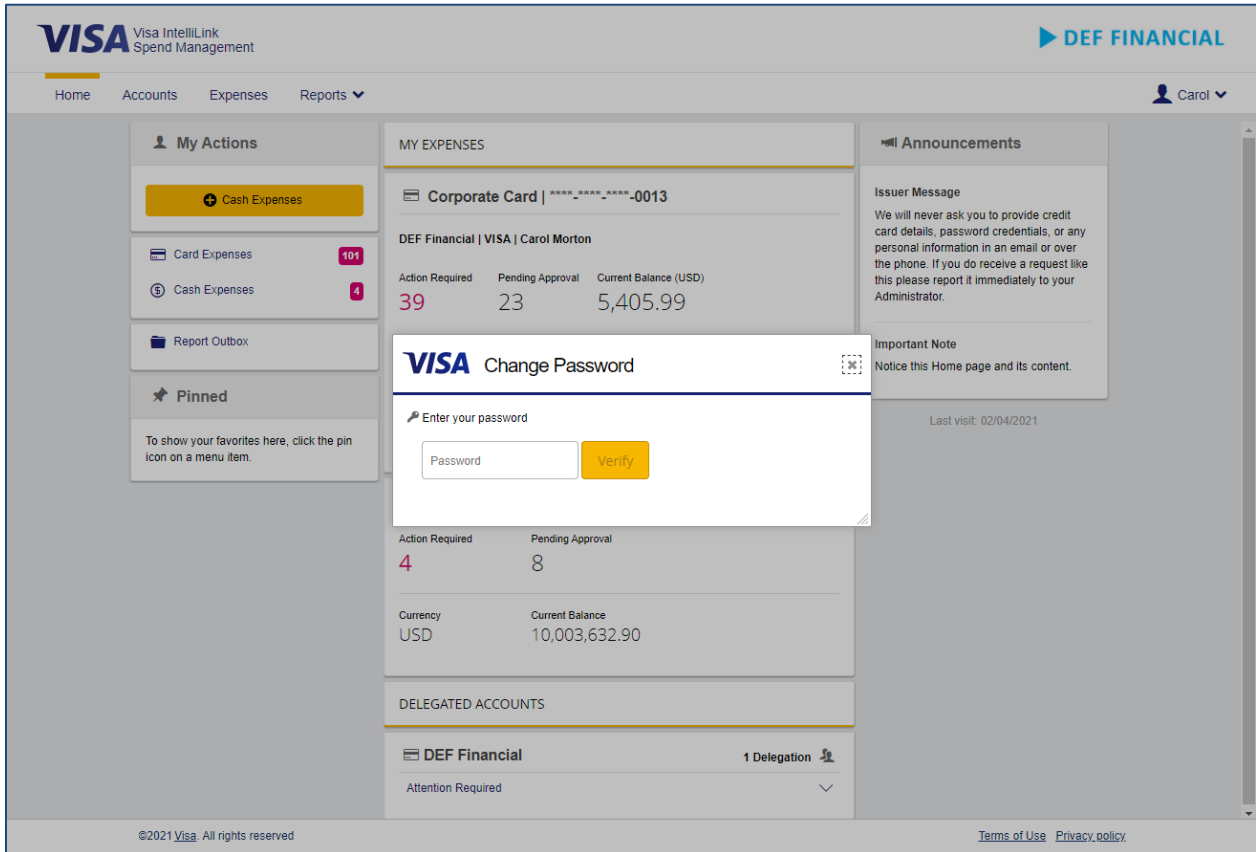 VISA Visa IntelliLink
Spend Management
DEF FINANCIAL
Home Accounts Expenses Reports Carol
My Actions
Cash Expenses
Card Expenses 101
Cash Expenses 4
Report Outbox
Pinned
To show your favorites here, click the pin
icon on a menu item.
MY EXPENSES
Corporate Card | ****-****-****-0013
DEF Financial | VISA | Carol Morton
Action Required Pending Approval Current Balance (USD)
39 23 5,405.99
VISA Change Password
Enter your password
Password Verify
Action Required Pending Approval
4 8
Currency Current Balance
USD 10,003,632.90
DELEGATED ACCOUNTS
DEF Financial 1 Delegation
Attention Required
Announcements
Issuer Message
We will never ask you to provide credit
card details, password credentials, or any
personal information in an email or over
the phone. If you do receive a request like
this please report it immediately to your
Administrator.
Important Note
Notice this Home page and its content.
Last visit: 02/04/2021
©2021 Visa. All rights reserved Terms of Use Privacy policy